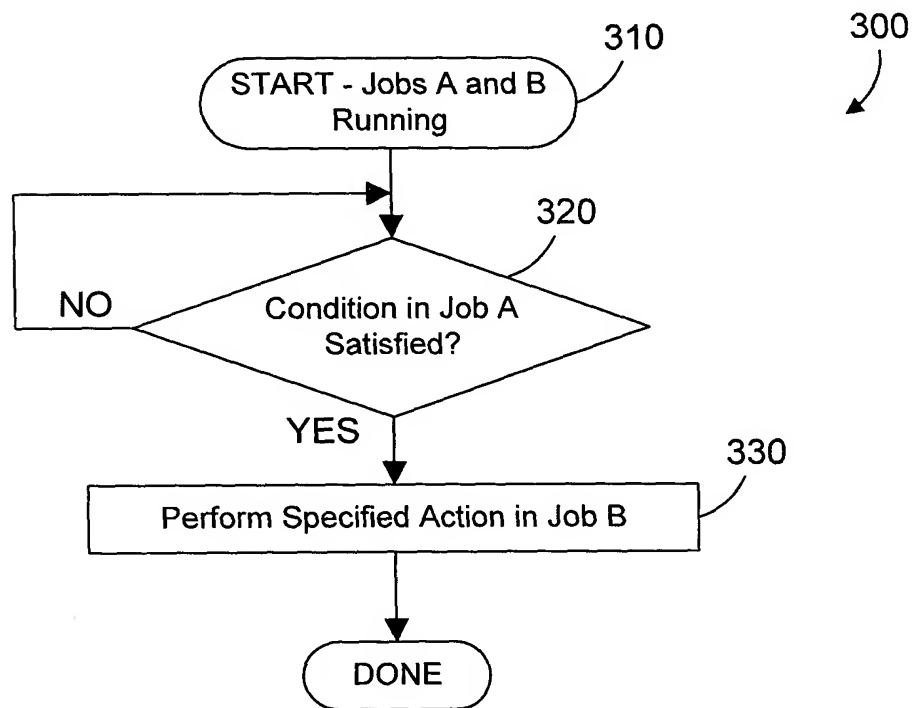 300
310
START - Jobs A and B
Running
320
Condition in Job A
Satisfied?
NO
YES
330
Perform Specified Action in Job B
DONE